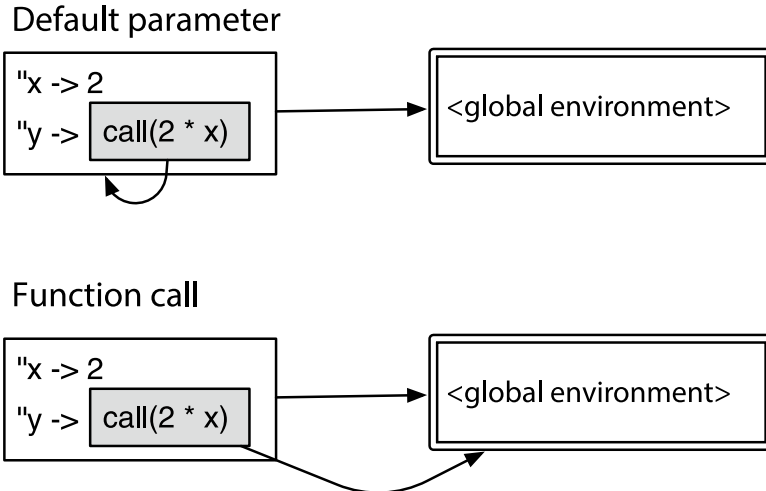 Default parameter
"x -> 2
"y -> call(2 * x)
<global environment>
Function call
"x -> 2
"y -> call(2 * x)
<global environment>